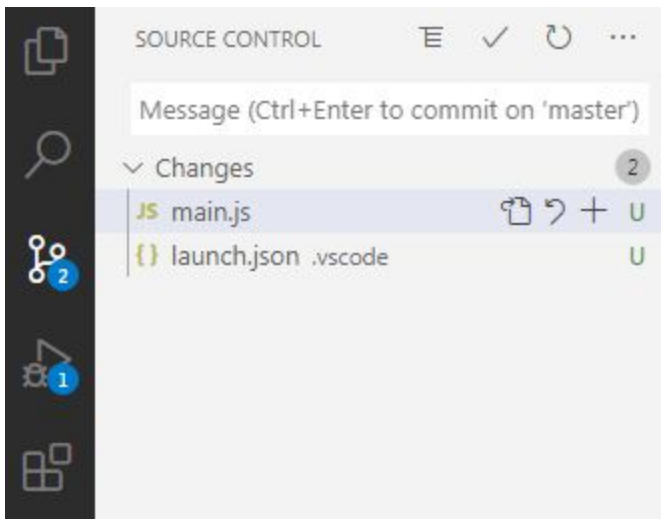 SOURCE CONTROL
Message (Ctrl+Enter to commit on 'master')
Changes 2
JS main.js U
{} launch.json .vscode U
2
1